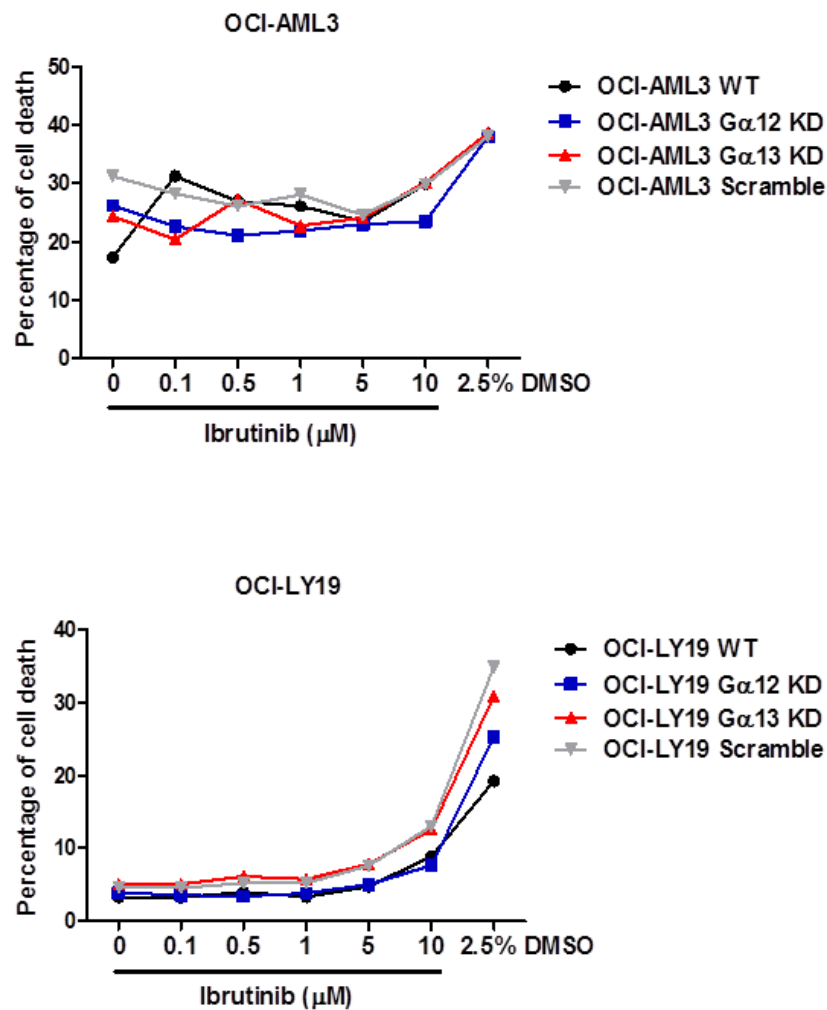 OCI-AML3
Percentage of cell death
50
40
30
20
10
0
0 0.1 0.5 1 5 10 2.5% DMSO
Ibrutinib (μM)
OCI-AML3 WT
OCI-AML3 Gα12 KD
OCI-AML3 Gα13 KD
OCI-AML3 Scramble
OCI-LY19
Percentage of cell death
40
30
20
10
0
0 0.1 0.5 1 5 10 2.5% DMSO
Ibrutinib (μM)
OCI-LY19 WT
OCI-LY19 Gα12 KD
OCI-LY19 Gα13 KD
OCI-LY19 Scramble